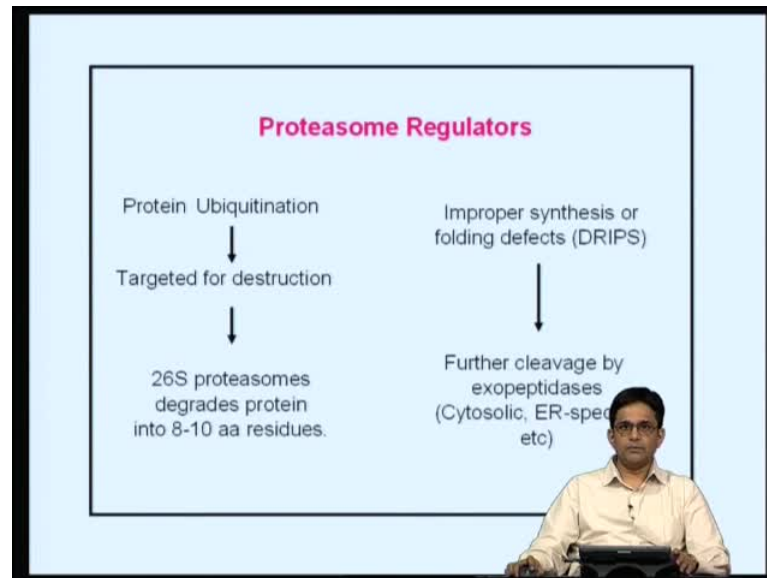 Proteasome Regulators
Protein Ubiquitination
Targeted for destruction
26S proteasomes
degrades protein
into 8-10 aa residues.
Improper synthesis or
folding defects (DRIPS)
Further cleavage by
exopeptidases
(Cytosolic,
etc)